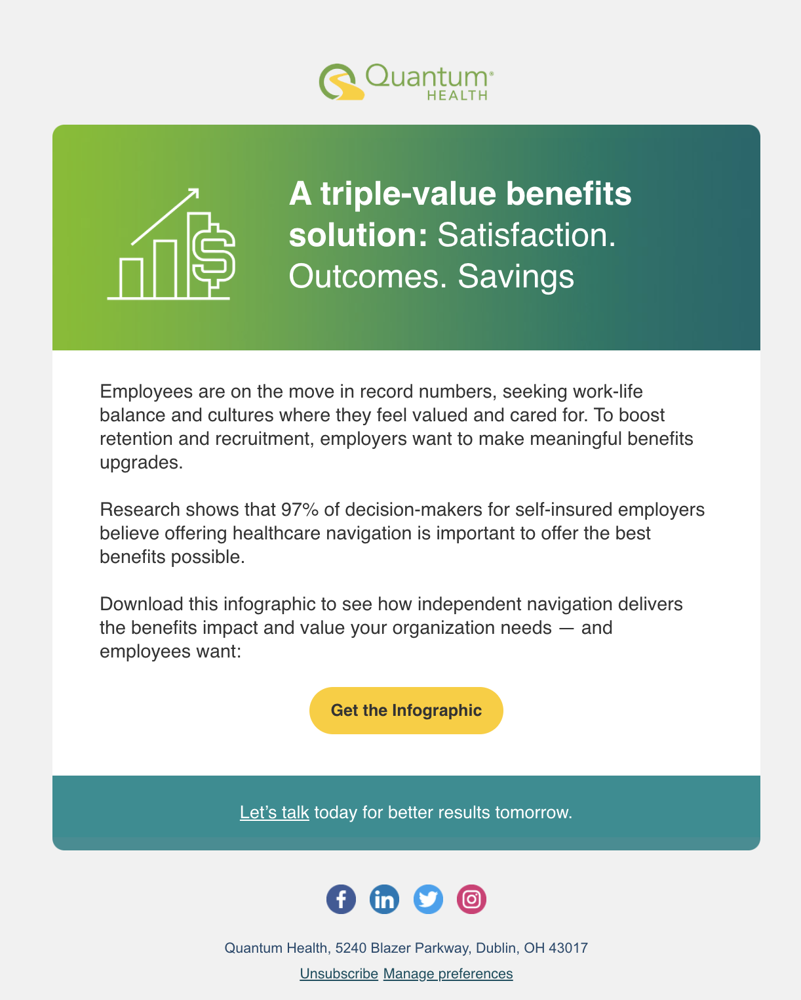 Quantum®
HEALTH
A triple-value benefits
solution: Satisfaction.
Outcomes. Savings
Employees are on the move in record numbers, seeking work-life
balance and cultures where they feel valued and cared for. To boost
retention and recruitment, employers want to make meaningful benefits
upgrades.
Research shows that 97% of decision-makers for self-insured employers
believe offering healthcare navigation is important to offer the best
benefits possible.
Download this infographic to see how independent navigation delivers
the benefits impact and value your organization needs — and
employees want:
Get the Infographic
Let’s talk today for better results tomorrow.
Quantum Health, 5240 Blazer Parkway, Dublin, OH 43017
Unsubscribe Manage preferences